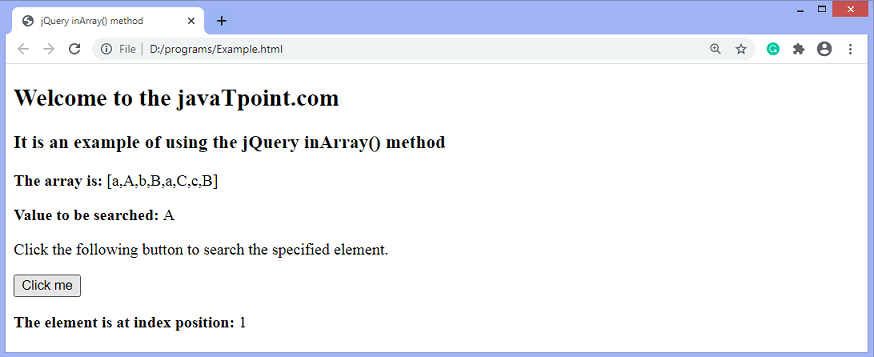 jQuery inArray() method
File | D:/programs/Example.html
Welcome to the javaTpoint.com
It is an example of using the jQuery inArray() method
The array is: [a,A,b,B,a,C,c,B]
Value to be searched: A
Click the following button to search the specified element.
Click me
The element is at index position: 1